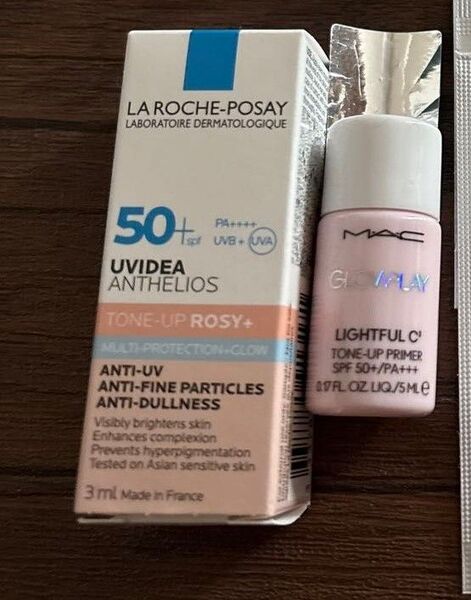 LA ROCHE-POSAY
LABORATOIRE DERMATOLOGIQUE
50+ spf
PA++++
UVB + UVA
UVIDEA
ANTHELIOS
TONE-UP ROSY+
MULTI-PROTECTION+GLOW
ANTI-UV
ANTI-FINE PARTICLES
ANTI-DULLNESS
Visibly brightens skin
Enhances complexion
Prevents hyperpigmentation
Tested on Asian sensitive skin
3 ml Made in France
M·A·C
GLOWPLAY
LIGHTFUL C³
TONE-UP PRIMER
SPF 50+/PA+++
0.17 FL. OZ. LIQ./5 ML ℮